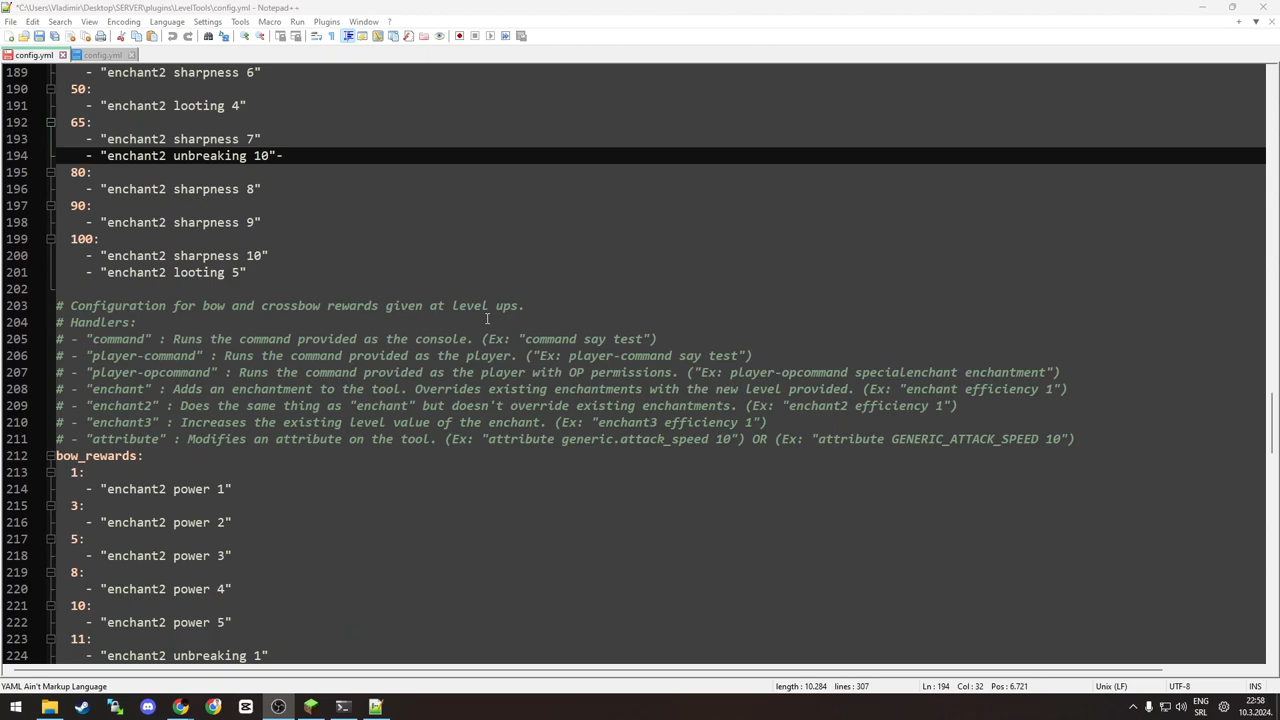 *C:\Users\Vladimir\Desktop\SERVER\plugins\LevelTools\config.yml - Notepad++
File Edit Search View Encoding Language Settings Tools Macro Run Plugins Window ?
config.yml config.yml
189 - "enchant2 sharpness 6"
190 50:
191 - "enchant2 looting 4"
192 65:
193 - "enchant2 sharpness 7"
194 - "enchant2 unbreaking 10"-
195 80:
196 - "enchant2 sharpness 8"
197 90:
198 - "enchant2 sharpness 9"
199 100:
200 - "enchant2 sharpness 10"
201 - "enchant2 looting 5"
202
203 # Configuration for bow and crossbow rewards given at level ups.
204 # Handlers:
205 # - "command" : Runs the command provided as the console. (Ex: "command say test")
206 # - "player-command" : Runs the command provided as the player. ("Ex: player-command say test")
207 # - "player-opcommand" : Runs the command provided as the player with OP permissions. ("Ex: player-opcommand specialenchant enchantment")
208 # - "enchant" : Adds an enchantment to the tool. Overrides existing enchantments with the new Level provided. (Ex: "enchant efficiency 1")
209 # - "enchant2" : Does the same thing as "enchant" but doesn't override existing enchantments. (Ex: "enchant2 efficiency 1")
210 # - "enchant3" : Increases the existing level value of the enchant. (Ex: "enchant3 efficiency 1")
211 # - "attribute" : Modifies an attribute on the tool. (Ex: "attribute generic.attack_speed 10") OR (Ex: "attribute GENERIC_ATTACK_SPEED 10")
212 bow_rewards:
213 1:
214 - "enchant2 power 1"
215 3:
216 - "enchant2 power 2"
217 5:
218 - "enchant2 power 3"
219 8:
220 - "enchant2 power 4"
221 10:
222 - "enchant2 power 5"
223 11:
224 - "enchant2 unbreaking 1"
YAML Ain't Markup Language length : 10.284 lines : 307 Ln : 194 Col : 32 Pos : 6.721 Unix (LF) UTF-8 INS
ENG 22:58
SRL 10.3.2024.